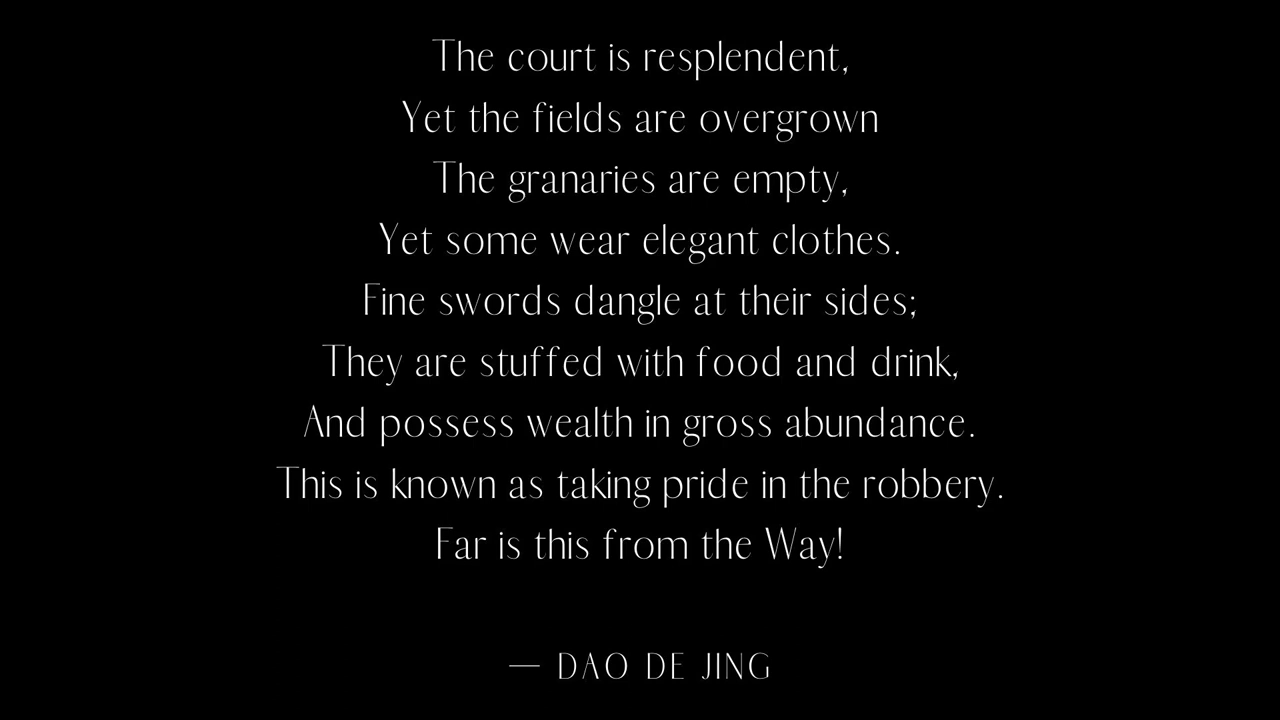 The court is resplendent,
Yet the fields are overgrown
The granaries are empty,
Yet some wear elegant clothes.
Fine swords dangle at their sides;
They are stuffed with food and drink,
And possess wealth in gross abundance.
This is known as taking pride in the robbery.
Far is this from the Way!
— DAO DE JING